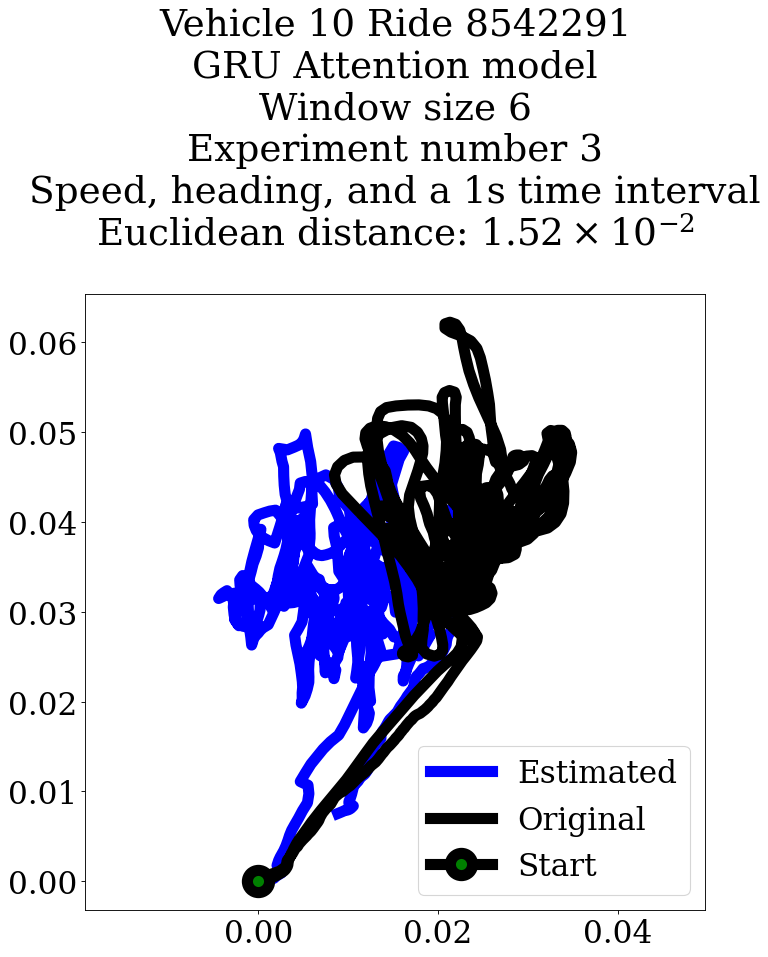 Vehicle 10 Ride 8542291
GRU Attention model
Window size 6
Experiment number 3
Speed, heading, and a 1s time interval
Euclidean distance: $1.52 \times 10^{-2}$
0.06
0.05
0.04
0.03
0.02
0.01
0.00
Estimated
Original
Start
0.00 0.02 0.04